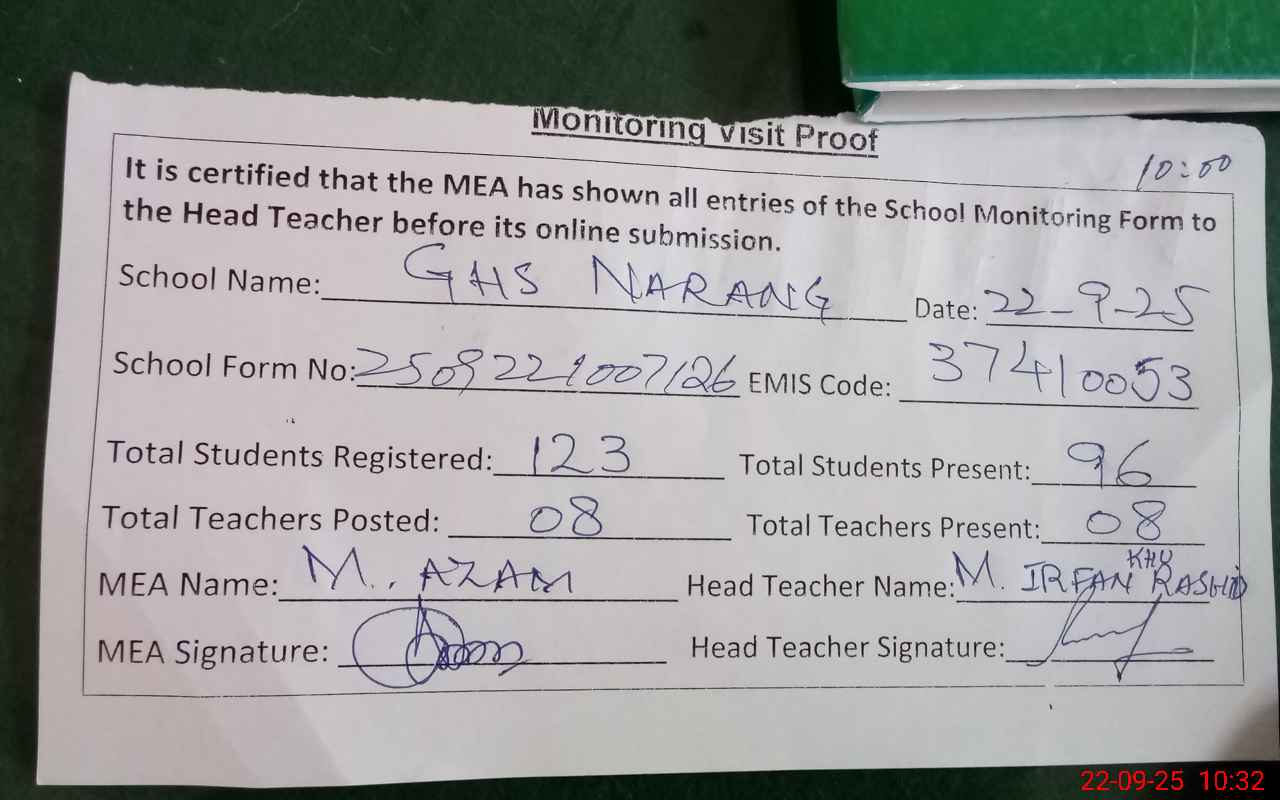 Monitoring Visit Proof
10:00
It is certified that the MEA has shown all entries of the School Monitoring Form to
the Head Teacher before its online submission.
School Name: GHS NARANG Date: 22-9-25
School Form No: 2509221007126 EMIS Code: 37410053
Total Students Registered: 123 Total Students Present: 96
Total Teachers Posted: 08 Total Teachers Present: 08
MEA Name: M. AZAM Head Teacher Name: M. IRFAN KHU RASHID
MEA Signature: Head Teacher Signature:
22-09-25 10:32